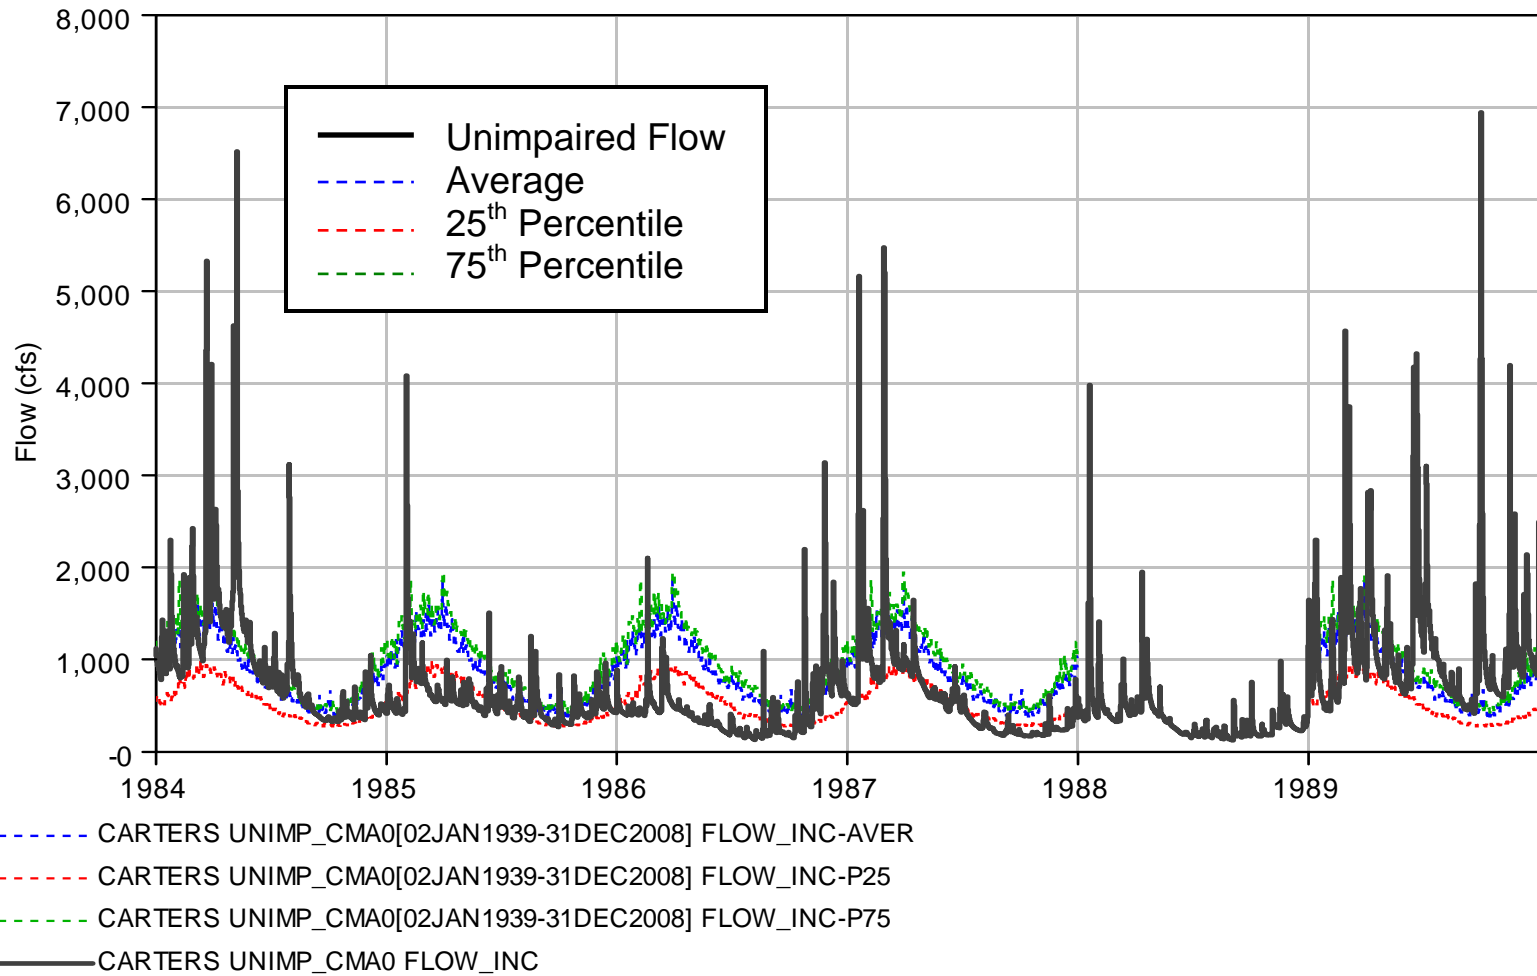 8,000
7,000
6,000
5,000
4,000
3,000
2,000
1,000
-0
Flow (cfs)
Unimpaired Flow
Average
25th Percentile
75th Percentile
1984 1985 1986 1987 1988 1989
CARTERS UNIMP_CMA0[02JAN1939-31DEC2008] FLOW_INC-AVER
CARTERS UNIMP_CMA0[02JAN1939-31DEC2008] FLOW_INC-P25
CARTERS UNIMP_CMA0[02JAN1939-31DEC2008] FLOW_INC-P75
CARTERS UNIMP_CMA0 FLOW_INC